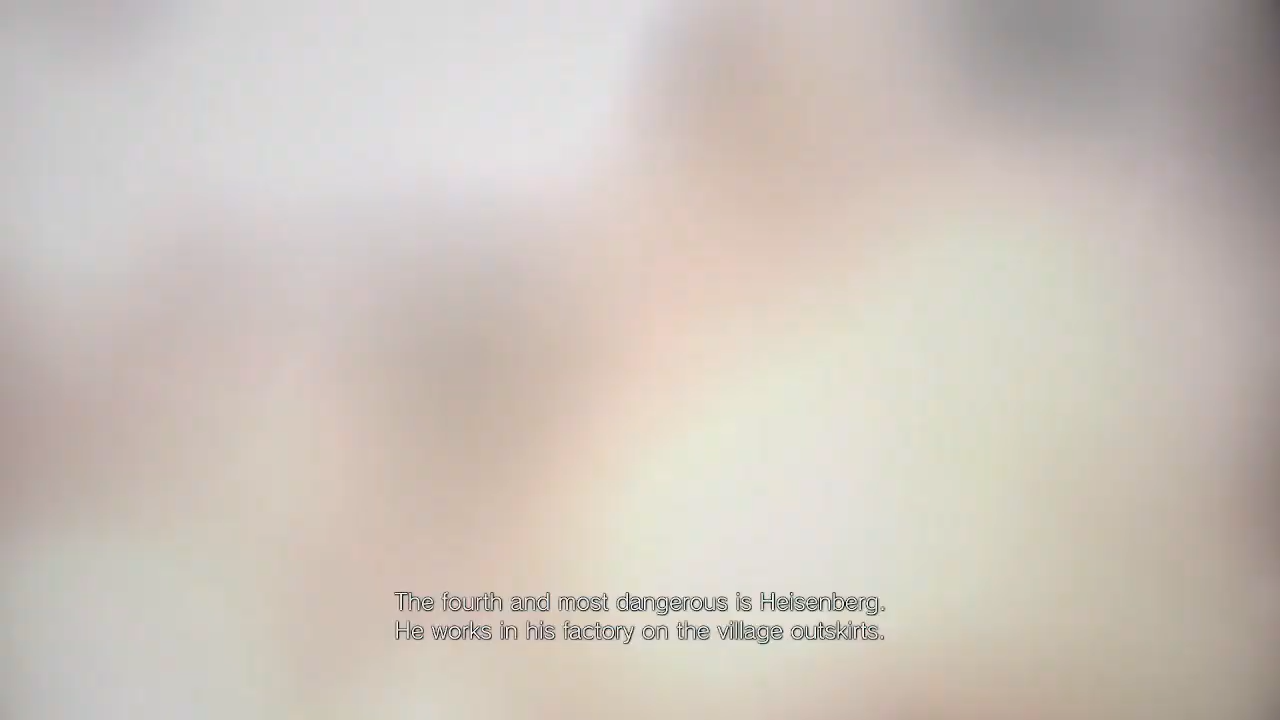 The fourth and most dangerous is Heisenberg.
He works in his factory on the village outskirts.